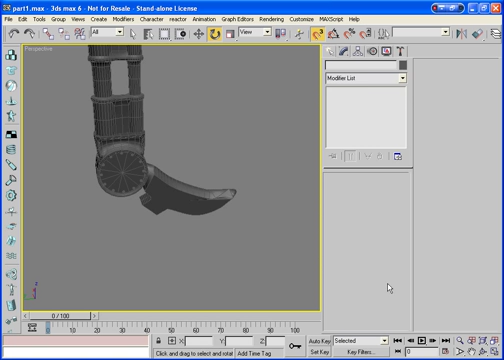 part1.max - 3ds max 6 - Not for Resale - Stand-alone License
File Edit Tools Group Views Create Modifiers Character reactor Animation Graph Editors Rendering Customize MAXScript Help
All View
Perspective
Modifier List
0 / 100
0 10 20 30 40 50 60 70 80 90 100
X: Y: Z: Auto Key Selected
Click and drag to select and rotat Add Time Tag Set Key Key Filters... 0